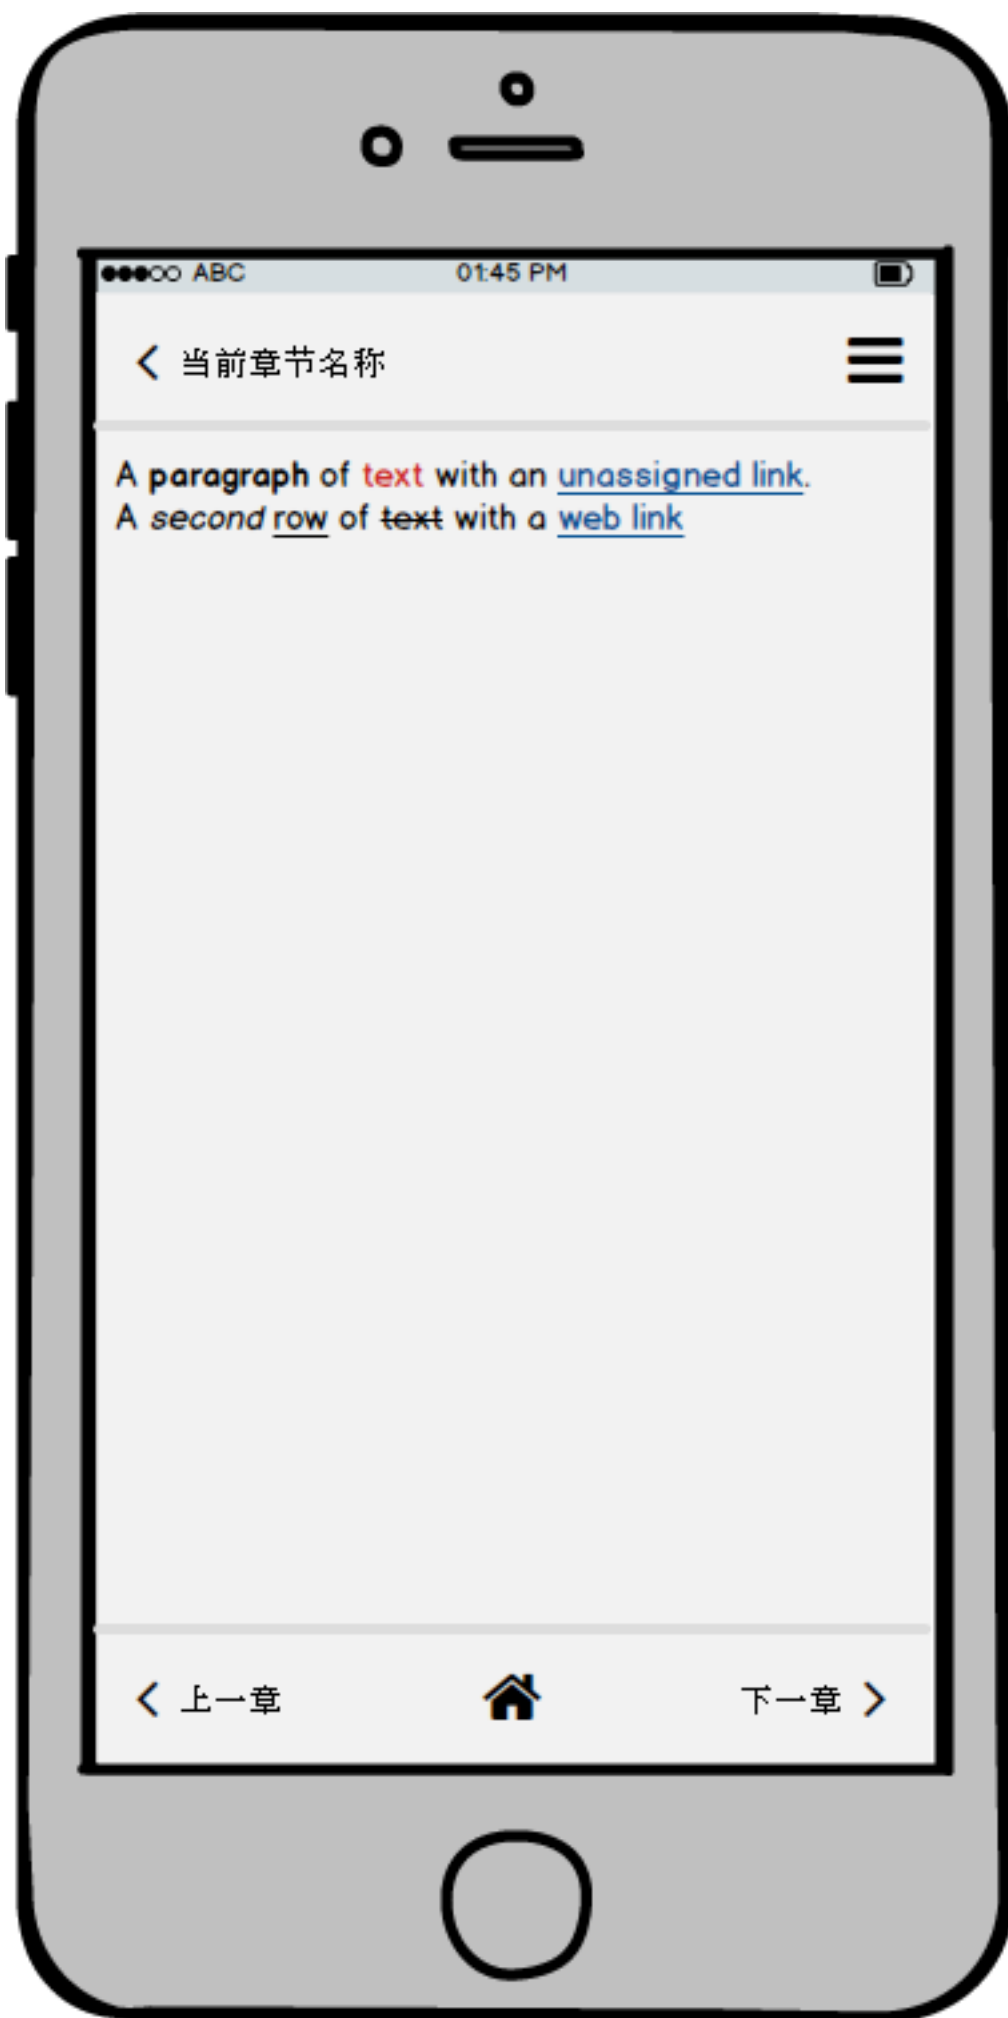 ABC 01:45 PM
当前章节名称
A paragraph of text with an unassigned link.
A second row of text with a web link
上一章 下一章